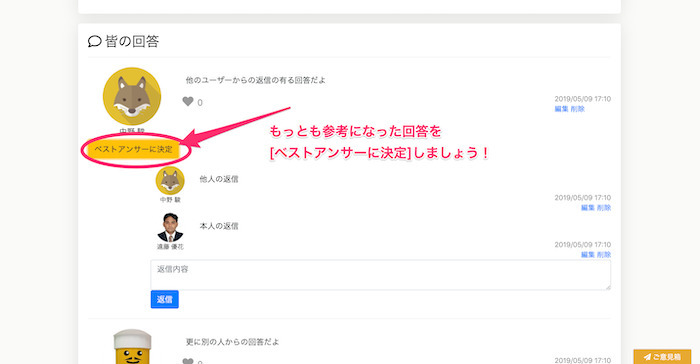 皆の回答
他のユーザーからの返信の有る回答だよ
0
2019/05/09 17:10
編集 削除
中野 駿
ベストアンサーに決定
もっとも参考になった回答を
[ベストアンサーに決定]しましょう！
他人の返信
中野 駿
2019/05/09 17:10
編集 削除
本人の返信
遠藤 優花
2019/05/09 17:10
編集 削除
返信内容
返信
更に別の人からの回答だよ
0
ご意見箱